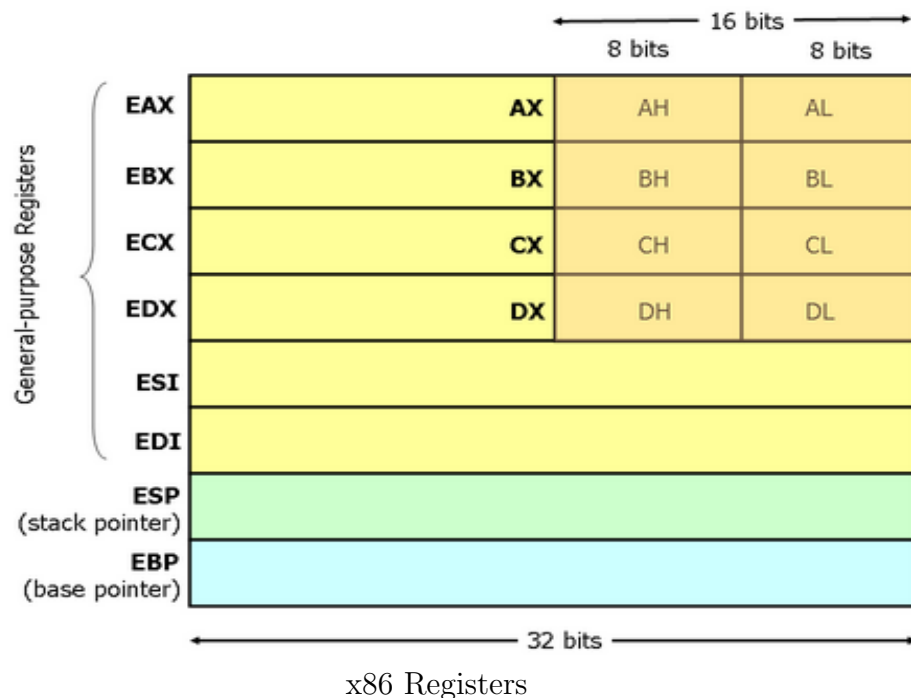 16 bits
8 bits 8 bits
General-purpose Registers
EAX AX AH AL
EBX BX BH BL
ECX CX CH CL
EDX DX DH DL
ESI
EDI
ESP
(stack pointer)
EBP
(base pointer)
32 bits
x86 Registers